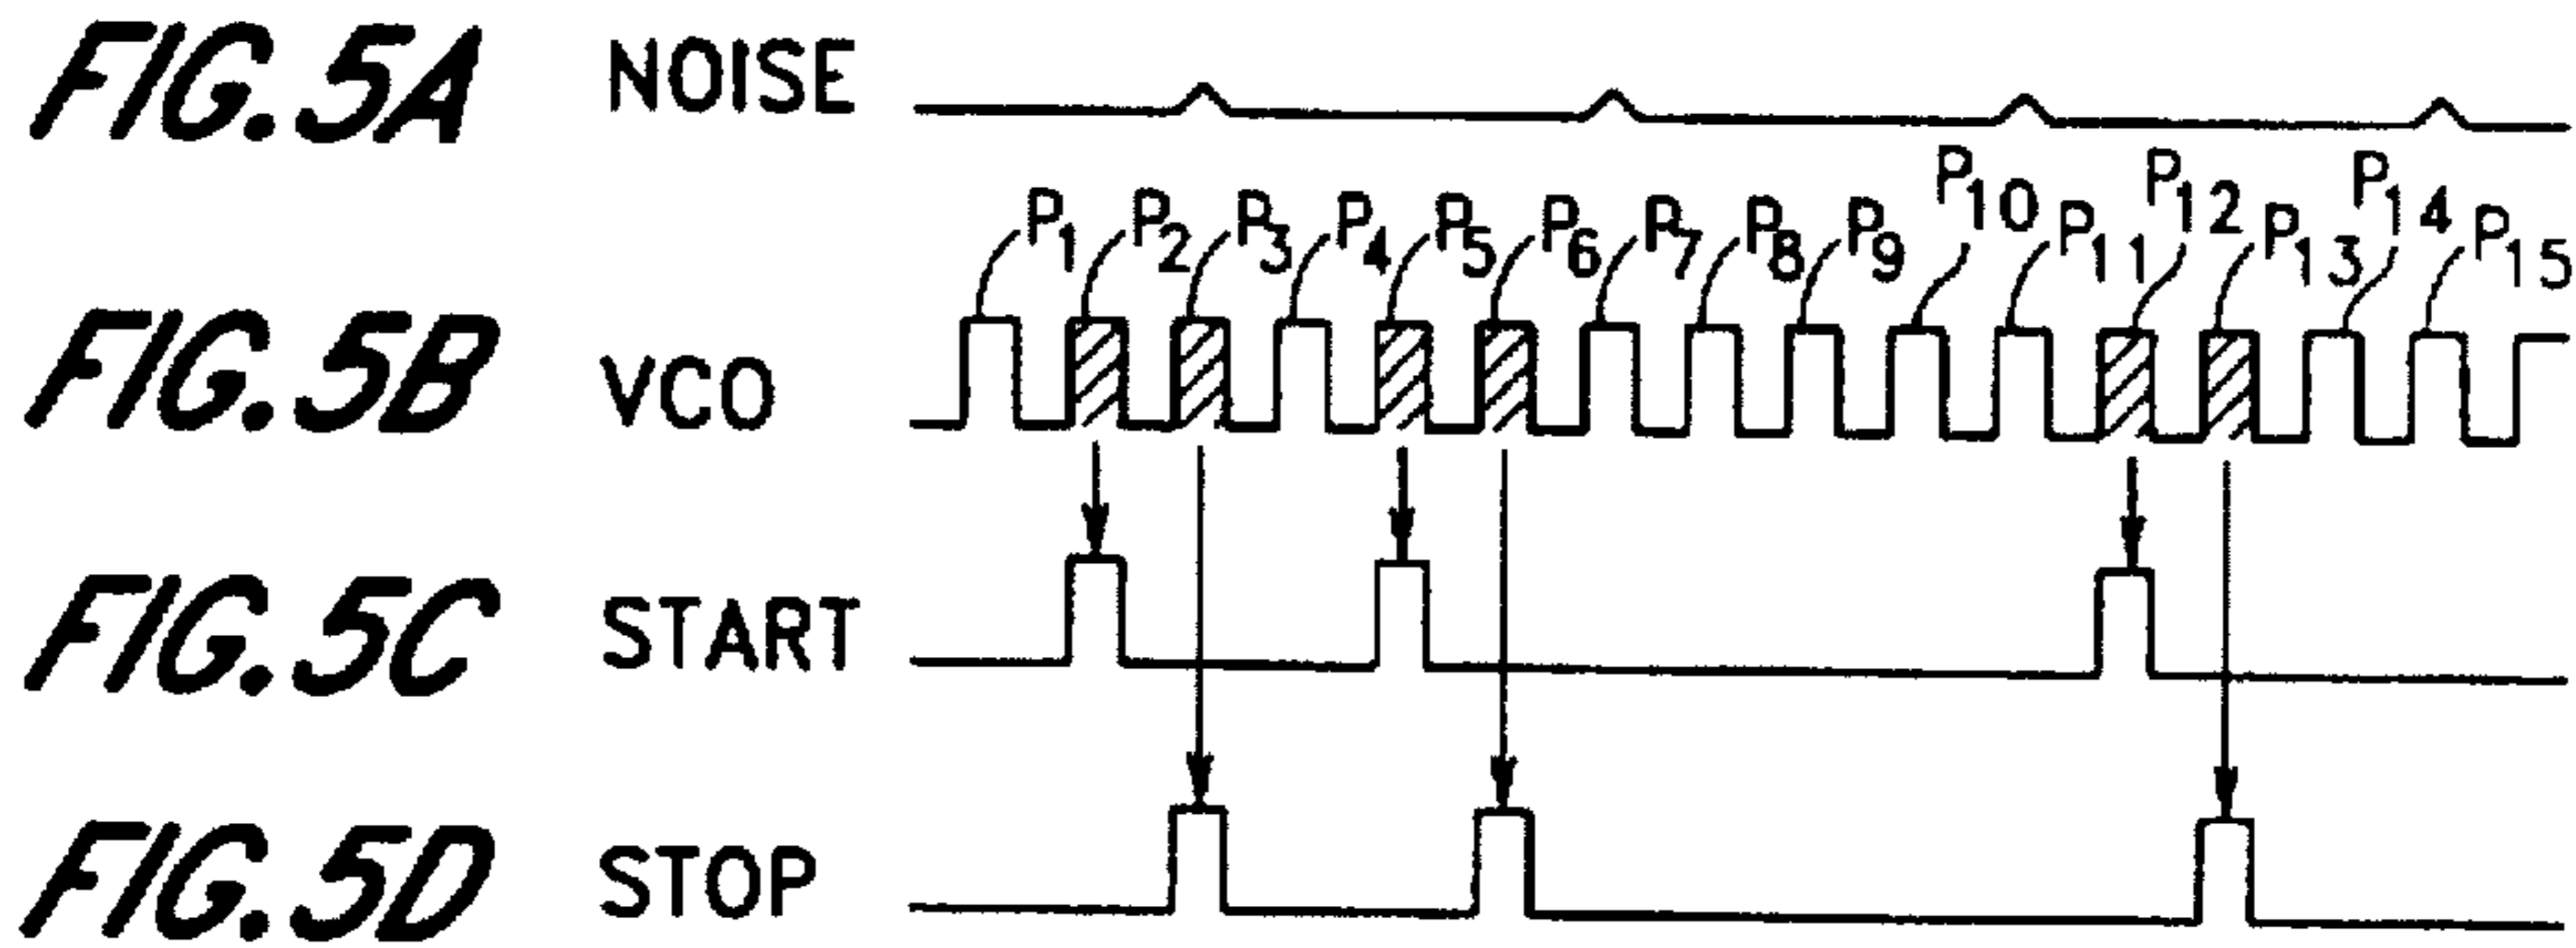 FIG. 5A NOISE
P1 P2 P3 P4 P5 P6 P7 P8 P9 P10 P11 P12 P13 P14 P15
FIG. 5B VCO
FIG. 5C START
FIG. 5D STOP